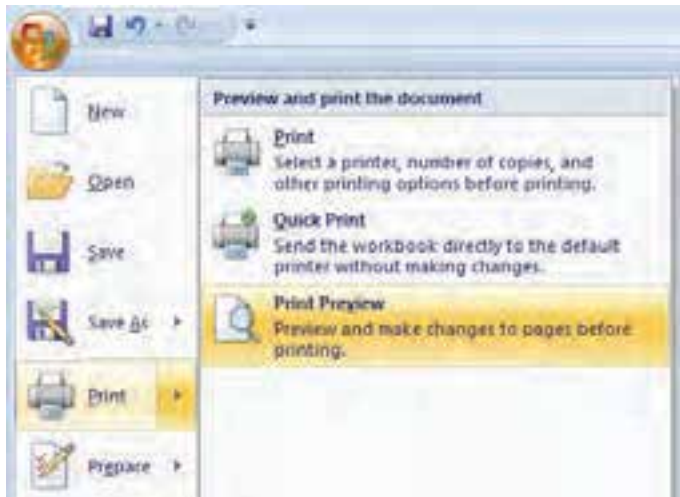 New
Open
Save
Save As
Print
Prepare
Preview and print the document
Print
Select a printer, number of copies, and
other printing options before printing.
Quick Print
Send the workbook directly to the default
printer without making changes.
Print Preview
Preview and make changes to pages before
printing.